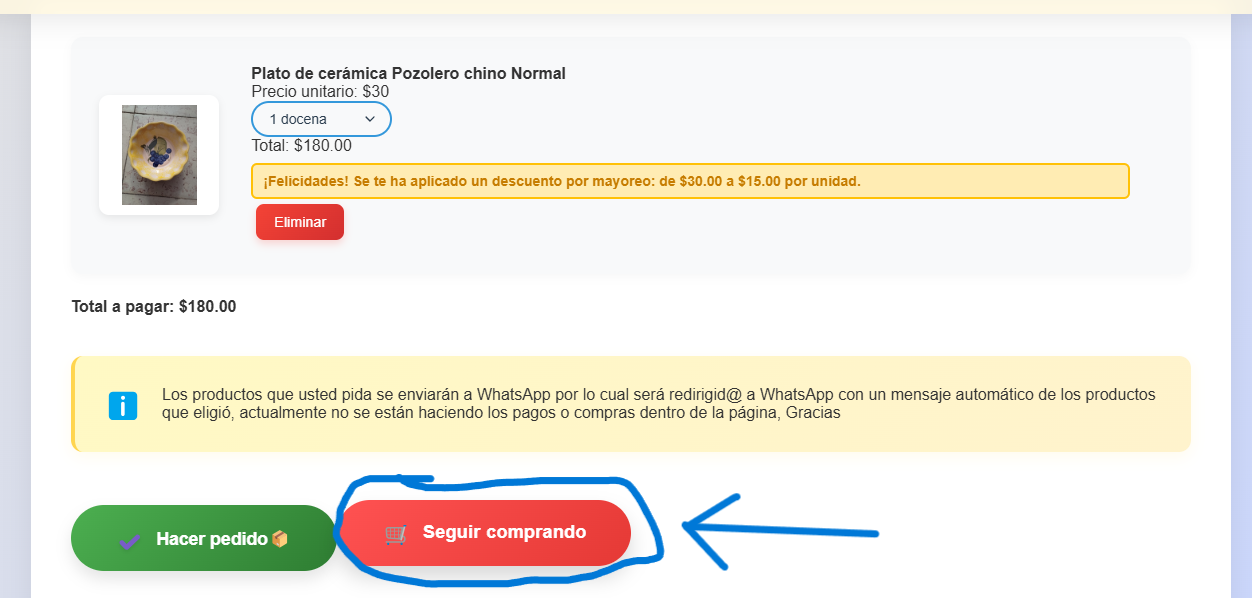 Plato de cerámica Pozolero chino Normal
Precio unitario: $30
1 docena
Total: $180.00
¡Felicidades! Se te ha aplicado un descuento por mayoreo: de $30.00 a $15.00 por unidad.
Eliminar
Total a pagar: $180.00
Los productos que usted pida se enviarán a WhatsApp por lo cual será redirigid@ a WhatsApp con un mensaje automático de los productos
que eligió, actualmente no se están haciendo los pagos o compras dentro de la página, Gracias
Hacer pedido
Seguir comprando